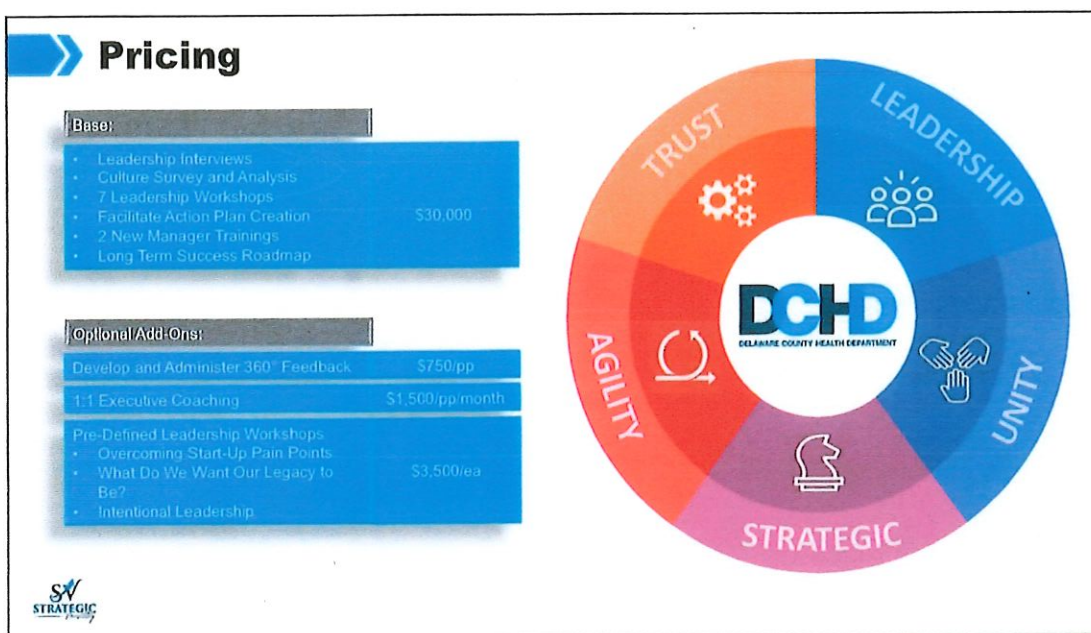 Pricing
Base:
• Leadership Interviews
• Culture Survey and Analysis
• 7 Leadership Workshops
• Facilitate Action Plan Creation
$30,000
• 2 New Manager Trainings
• Long Term Success Roadmap
Optional Add-Ons:
Develop and Administer 360° Feedback $750/pp
1:1 Executive Coaching $1,500/pp/month
Pre-Defined Leadership Workshops
• Overcoming Start-Up Pain Points
• What Do We Want Our Legacy to
Be?
$3,500/ea
• Intentional Leadership
TRUST
LEADERSHIP
UNITY
STRATEGIC
AGILITY
DCHD
DELAWARE COUNTY HEALTH DEPARTMENT
STRATEGIC